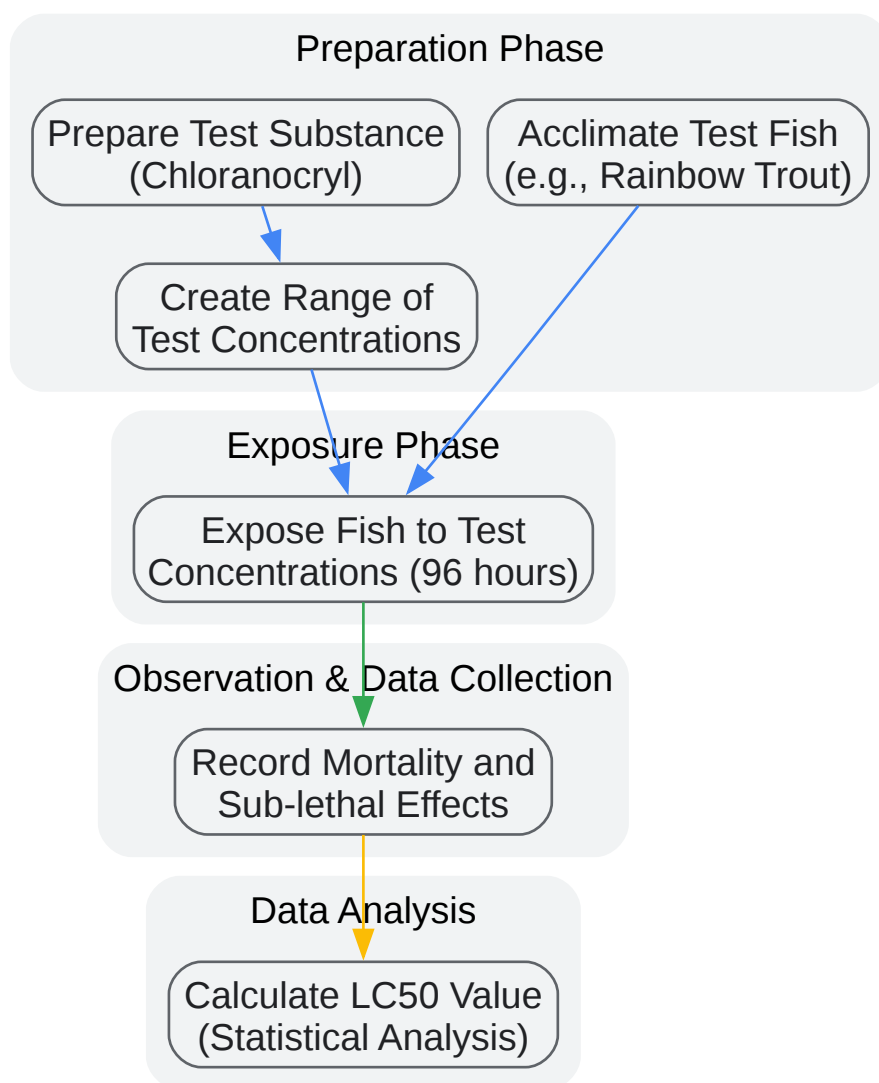 Preparation Phase
Prepare Test Substance
(Chloranocryl)
Acclimate Test Fish
(e.g., Rainbow Trout)
Create Range of
Test Concentrations
Exposure Phase
Expose Fish to Test
Concentrations (96 hours)
Observation & Data Collection
Record Mortality and
Sub-lethal Effects
Data Analysis
Calculate LC50 Value
(Statistical Analysis)